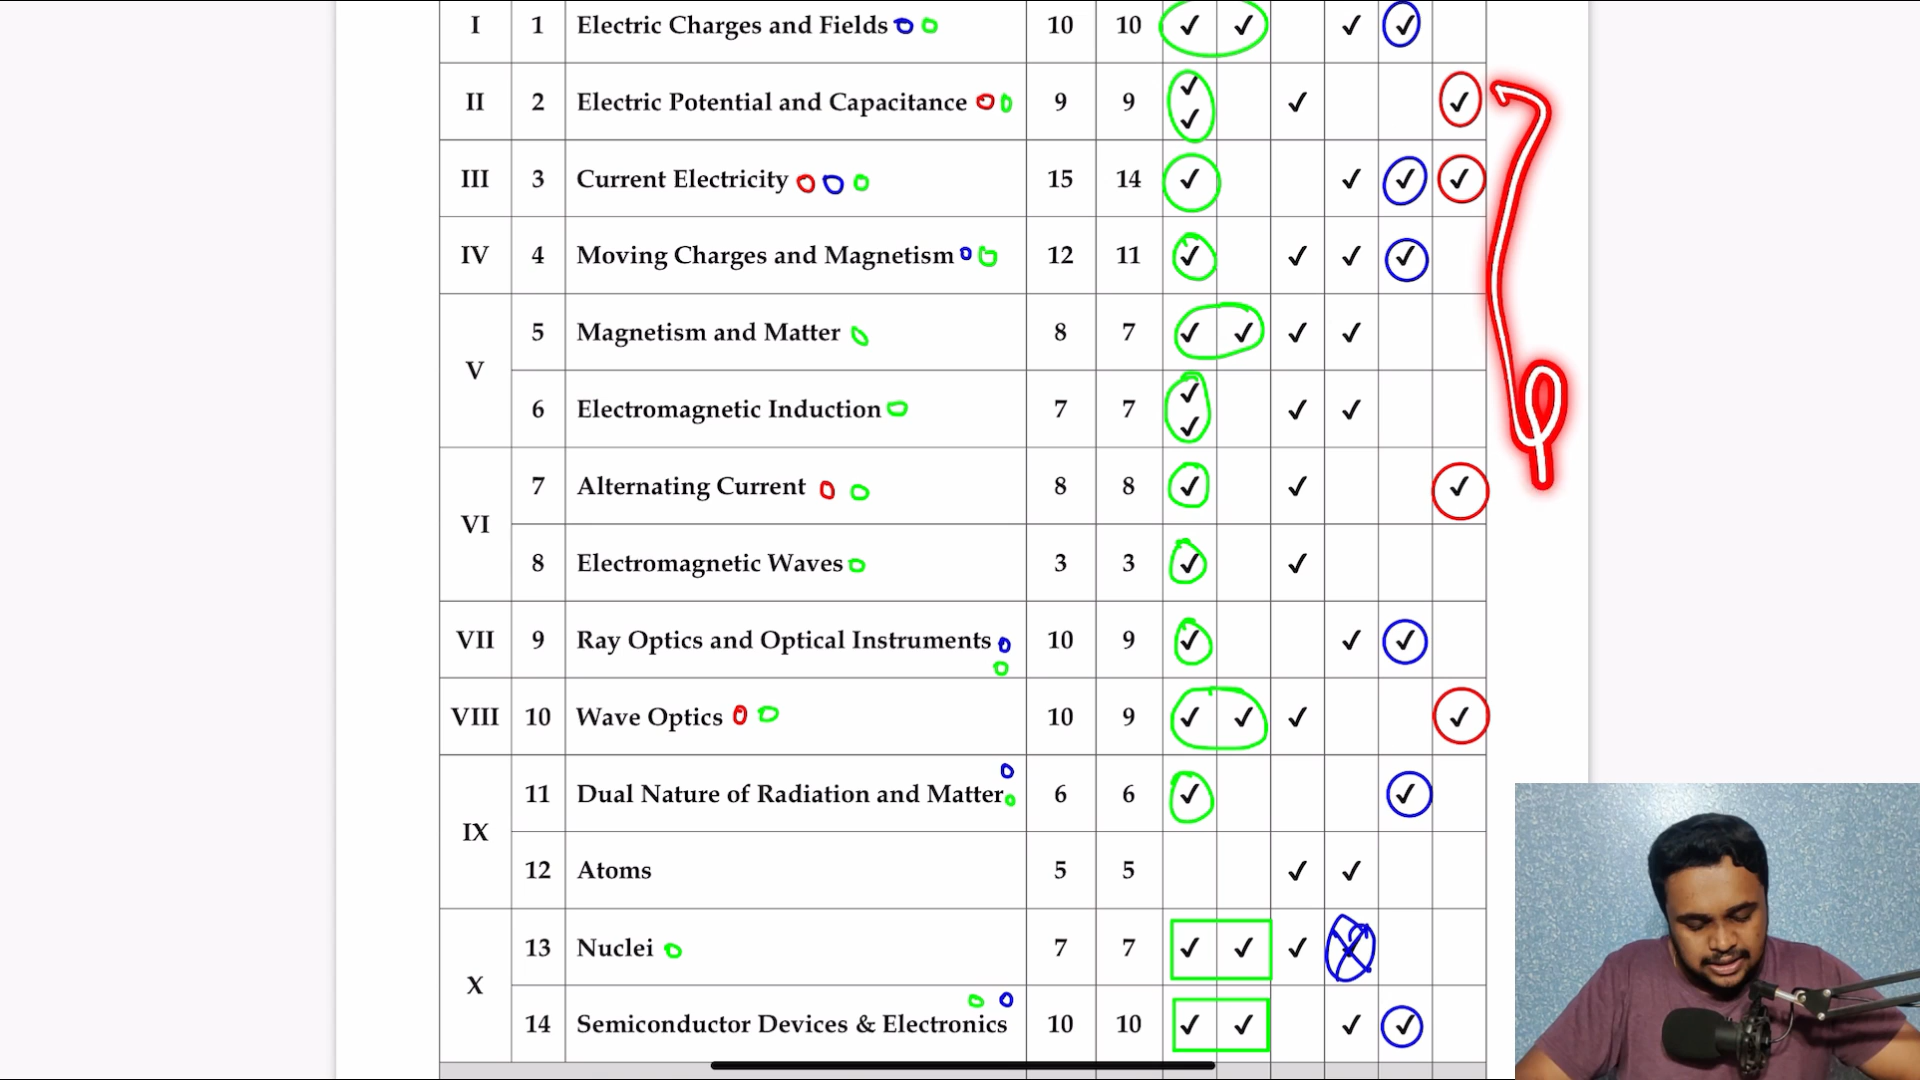 I 1 Electric Charges and Fields 10 10 ✓ ✓ ✓ ✓
II 2 Electric Potential and Capacitance 9 9 ✓ ✓ ✓ ✓
III 3 Current Electricity 15 14 ✓ ✓ ✓ ✓
IV 4 Moving Charges and Magnetism 12 11 ✓ ✓ ✓ ✓
V
5 Magnetism and Matter 8 7 ✓ ✓ ✓ ✓
6 Electromagnetic Induction 7 7 ✓ ✓ ✓ ✓
VI
7 Alternating Current 8 8 ✓ ✓ ✓
8 Electromagnetic Waves 3 3 ✓ ✓
VII 9 Ray Optics and Optical Instruments 10 9 ✓ ✓ ✓
VIII 10 Wave Optics 10 9 ✓ ✓ ✓ ✓
IX
11 Dual Nature of Radiation and Matter 6 6 ✓ ✓
12 Atoms 5 5 ✓ ✓
X
13 Nuclei 7 7 ✓ ✓ ✓ ✓
14 Semiconductor Devices & Electronics 10 10 ✓ ✓ ✓ ✓